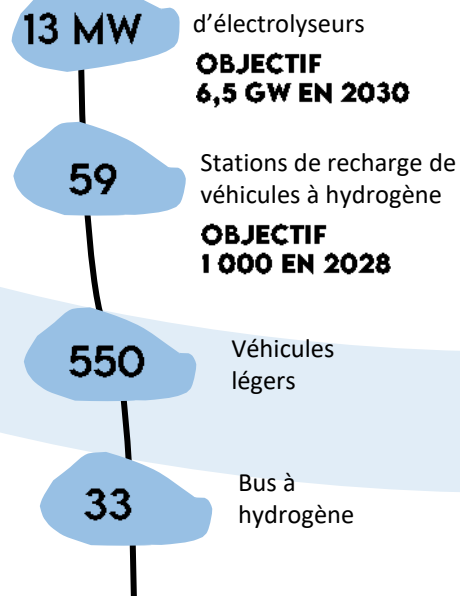 13 MW
d’électrolyseurs
OBJECTIF
6,5 GW EN 2030
59
Stations de recharge de
véhicules à hydrogène
OBJECTIF
1 000 EN 2028
550
Véhicules
légers
33
Bus à
hydrogène